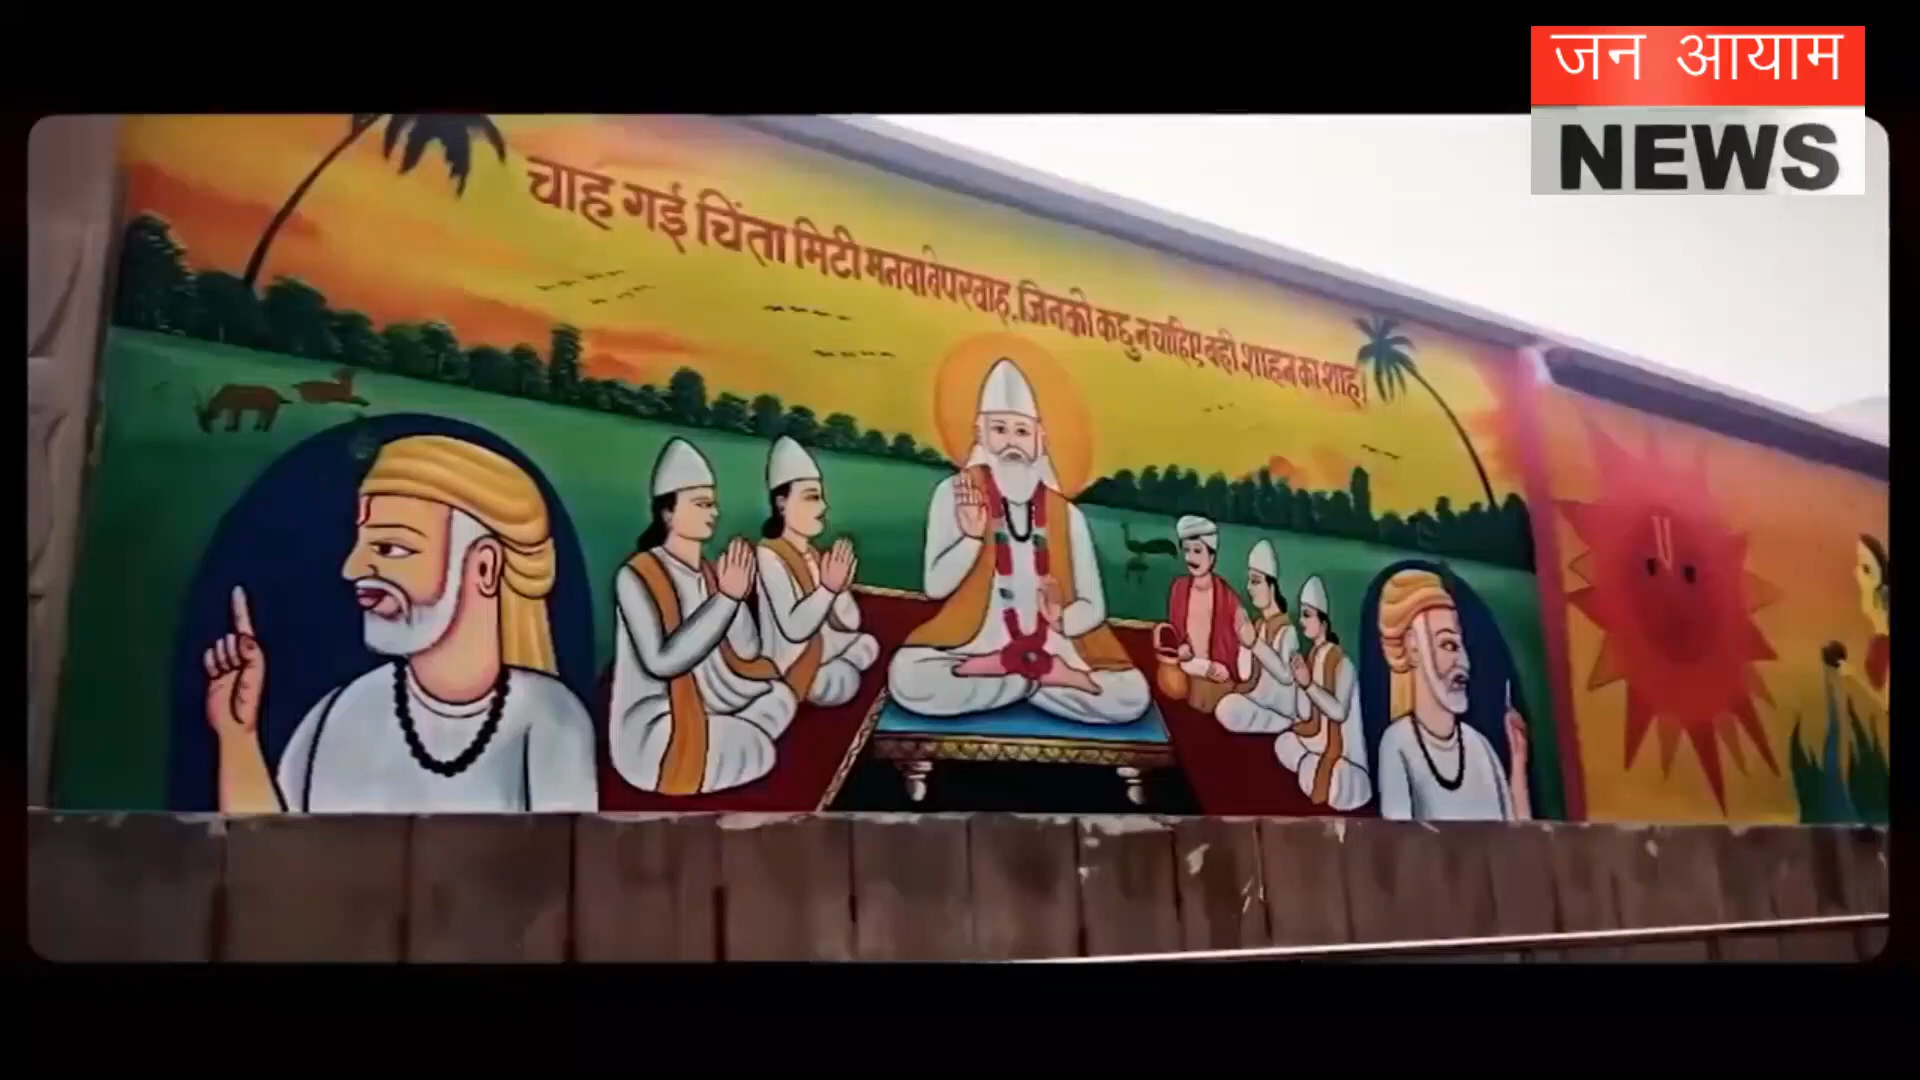 जन आयाम
NEWS
चाह गई चिंता मिटी मनवा बेपरवाह, जिनको कछु न चाहिए वही शाहन का शाह।